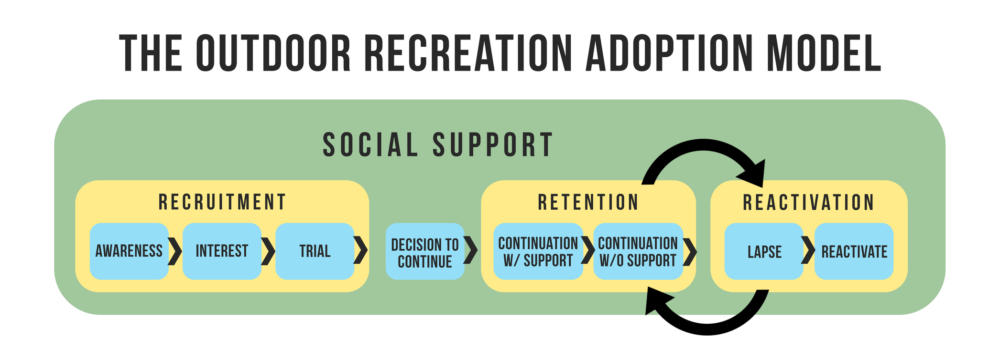 THE OUTDOOR RECREATION ADOPTION MODEL
SOCIAL SUPPORT
RECRUITMENT
AWARENESS
INTEREST
TRIAL
DECISION TO
CONTINUE
RETENTION
CONTINUATION
W/ SUPPORT
CONTINUATION
W/O SUPPORT
REACTIVATION
LAPSE
REACTIVATE